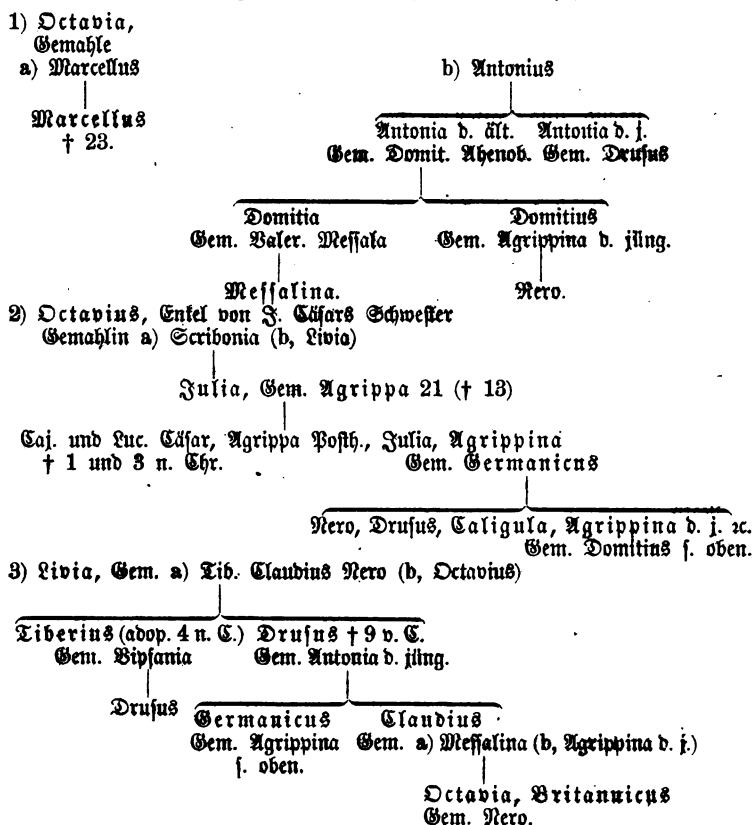 1) Octavia,
Gemahle
a) Marcellus
b) Antonius
Marcellus
† 23.
Antonia d. ält. Antonia d. j.
Gem. Domit. Ahenob. Gem. Drusus
Domitia Domitius
Gem. Valer. Messala Gem. Agrippina d. jüng.
Messalina. Nero.
2) Octavius, Enkel von J. Cäsars Schwester
Gemahlin a) Scribonia (b, Livia)
Julia, Gem. Agrippa 21 († 13)
Caj. und Luc. Cäsar, Agrippa Posth., Julia, Agrippina
† 1 und 3 n. Chr. Gem. Germanicus
Nero, Drusus, Caligula, Agrippina d. j. ꝛc.
Gem. Domitius s. oben.
3) Livia, Gem. a) Tib. Claudius Nero (b, Octavius)
Tiberius (adop. 4 n. C.) Drusus † 9 v. C.
Gem. Vipsania Gem. Antonia d. jüng.
Drusus
Germanicus Claudius
Gem. Agrippina Gem. a) Messalina (b, Agrippina d. j.)
s. oben.
Octavia, Britannicus
Gem. Nero.